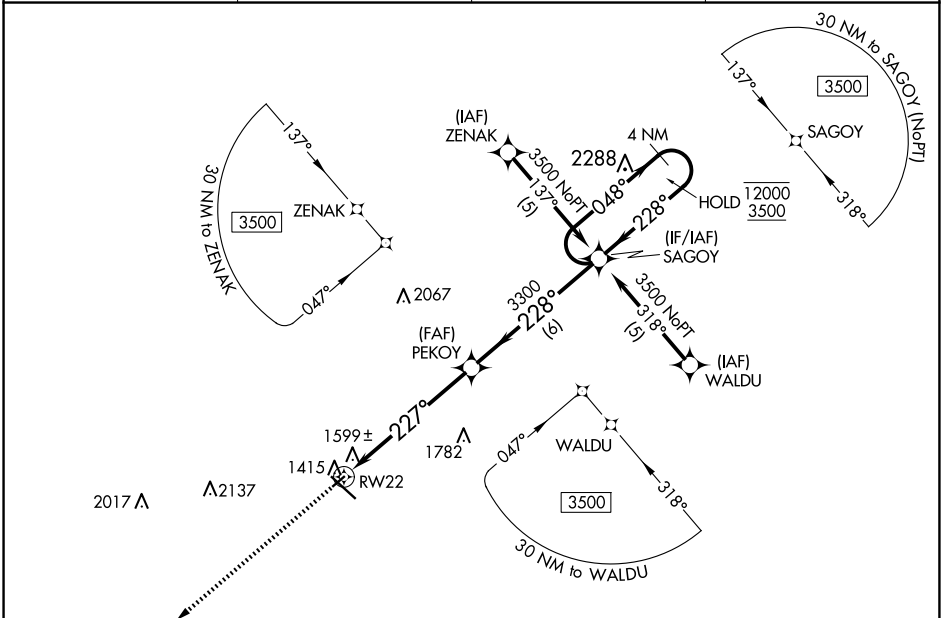 30 NM to SAGOY (NoPT)
137°
3500
SAGOY
318°
(IAF)
ZENAK
4 NM
2288
3500 NoPT
137°
(5)
048°
228°
HOLD
12000
3500
(IF/IAF)
SAGOY
137°
ZENAK
3500
30 NM to ZENAK
047°
2067
3300
228°
(6)
3500 NoPT
318°
(5)
(FAF)
PEKOY
(IAF)
WALDU
227°
1599 ±
1782
1415
RW22
2017
2137
047°
WALDU
3500
318°
30 NM to WALDU